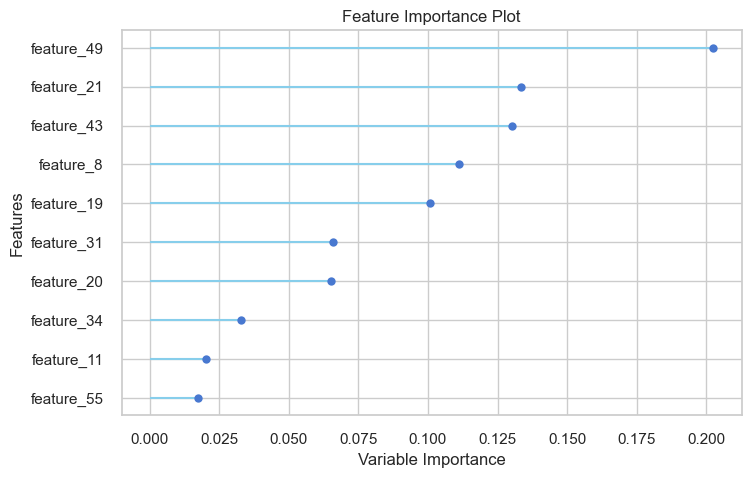 Feature Importance Plot
feature_49
feature_21
feature_43
feature_8
feature_19
feature_31
feature_20
feature_34
feature_11
feature_55
Features
0.000 0.025 0.050 0.075 0.100 0.125 0.150 0.175 0.200
Variable Importance